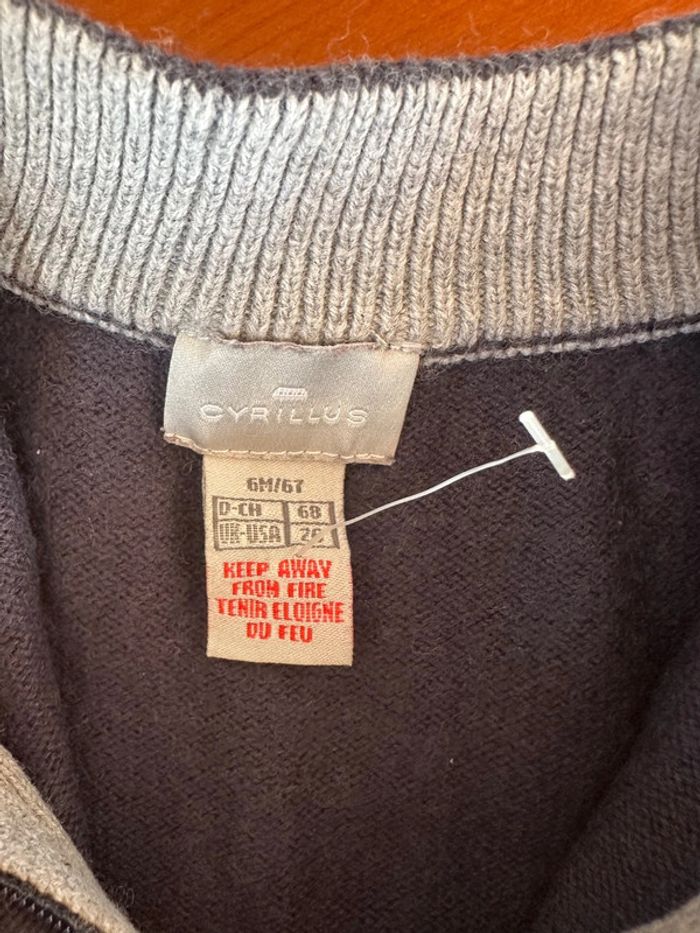 CYRILLUS
6M/67
D-CH 68
UK-USA
KEEP AWAY
FROM FIRE
TENIR ELOIGNE
DU FEU